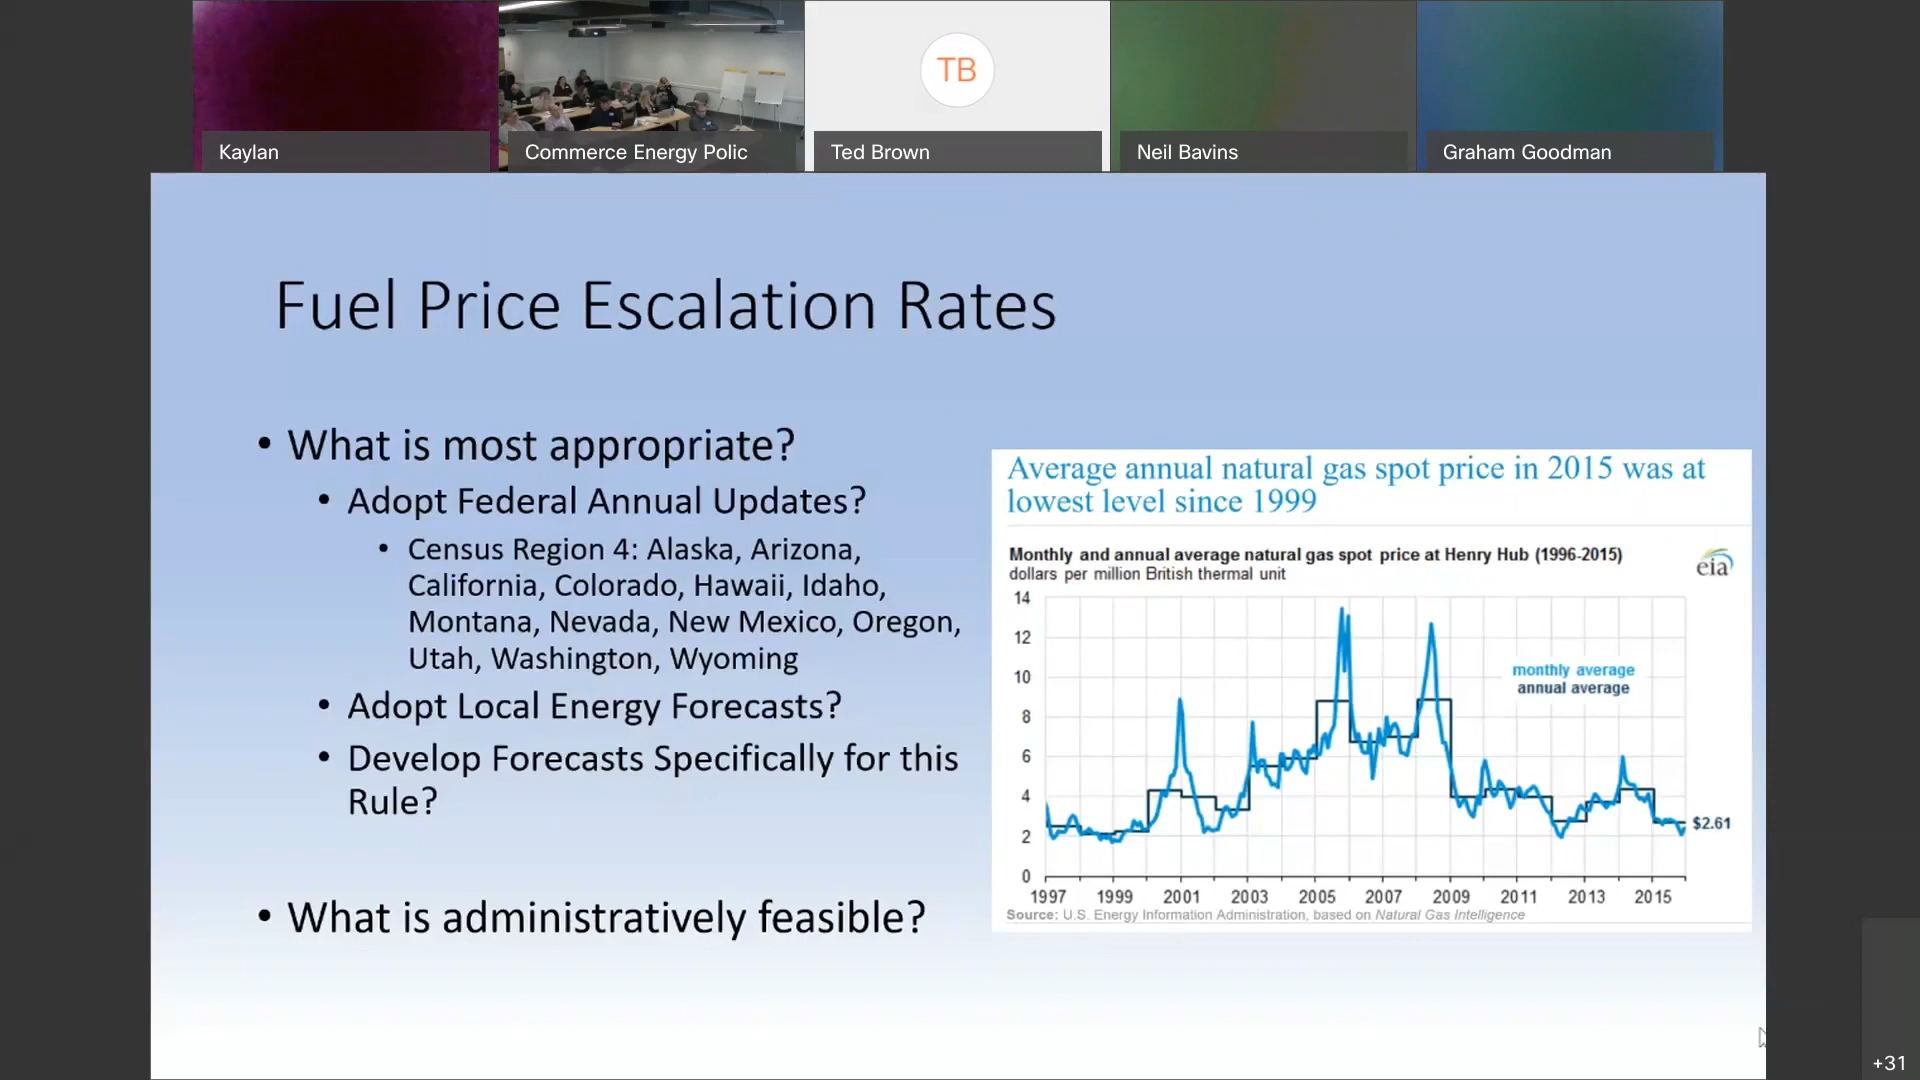 Kaylan
Commerce Energy Polic
TB
Ted Brown
Neil Bavins
Graham Goodman
Fuel Price Escalation Rates
• What is most appropriate?
• Adopt Federal Annual Updates?
• Census Region 4: Alaska, Arizona,
California, Colorado, Hawaii, Idaho,
Montana, Nevada, New Mexico, Oregon,
Utah, Washington, Wyoming
• Adopt Local Energy Forecasts?
• Develop Forecasts Specifically for this
Rule?
• What is administratively feasible?
Average annual natural gas spot price in 2015 was at
lowest level since 1999
Monthly and annual average natural gas spot price at Henry Hub (1996-2015)
dollars per million British thermal unit
eia
14
12
10
8
6
4
2
0
monthly average
annual average
$2.61
1997 1999 2001 2003 2005 2007 2009 2011 2013 2015
Source: U.S. Energy Information Administration, based on Natural Gas Intelligence
+31